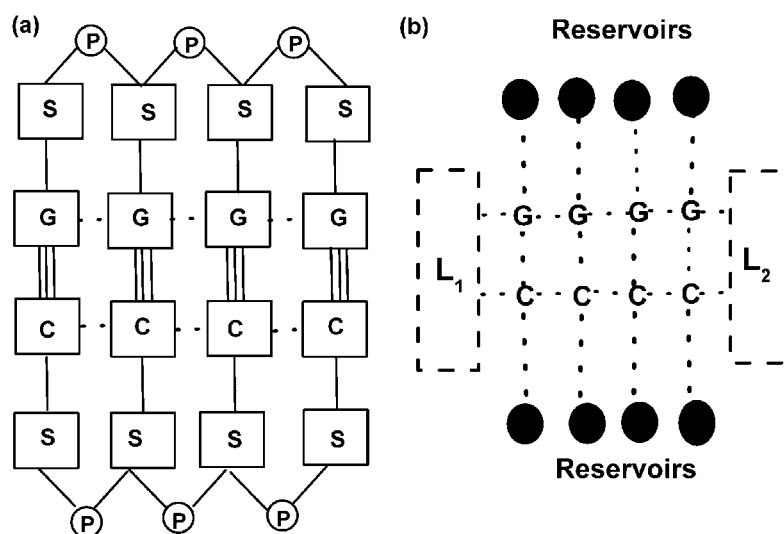 (a)
P P P
S S S S
G G G G
C C C C
S S S S
P P P
(b)
Reservoirs
G G G G
L₁ L₂
C C C C
Reservoirs